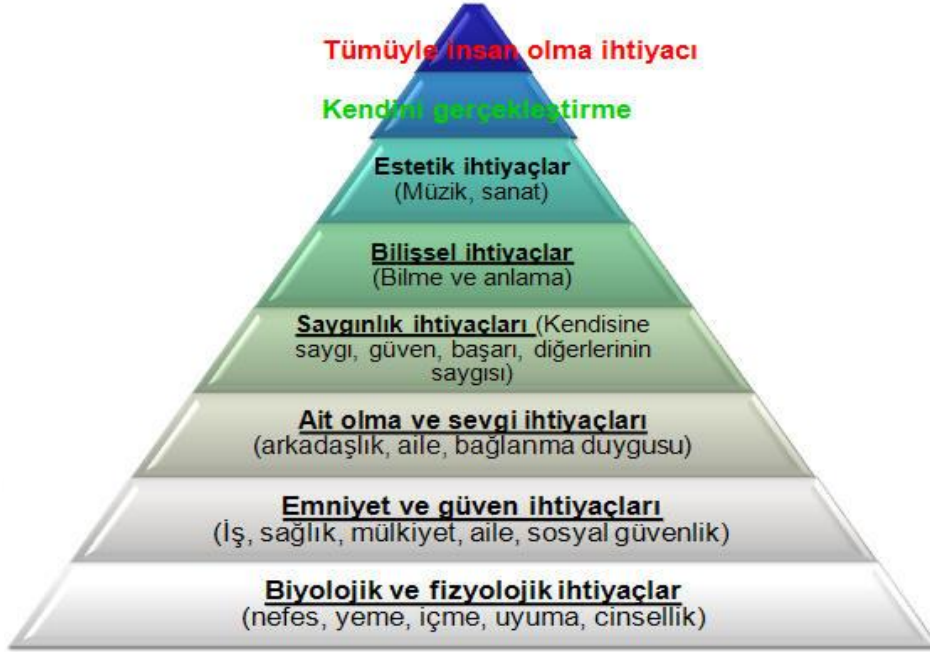 Tümüyle insan olma ihtiyacı
Kendini gerçekleştirme
Estetik ihtiyaçlar
(Müzik, sanat)
Bilişsel ihtiyaçlar
(Bilme ve anlama)
Saygınlık ihtiyaçları (Kendisine
saygı, güven, başarı, diğerlerinin
saygısı)
Ait olma ve sevgi ihtiyaçları
(arkadaşlık, aile, bağlanma duygusu)
Emniyet ve güven ihtiyaçları
(İş, sağlık, mülkiyet, aile, sosyal güvenlik)
Biyolojik ve fizyolojik ihtiyaçlar
(nefes, yeme, içme, uyuma, cinsellik)